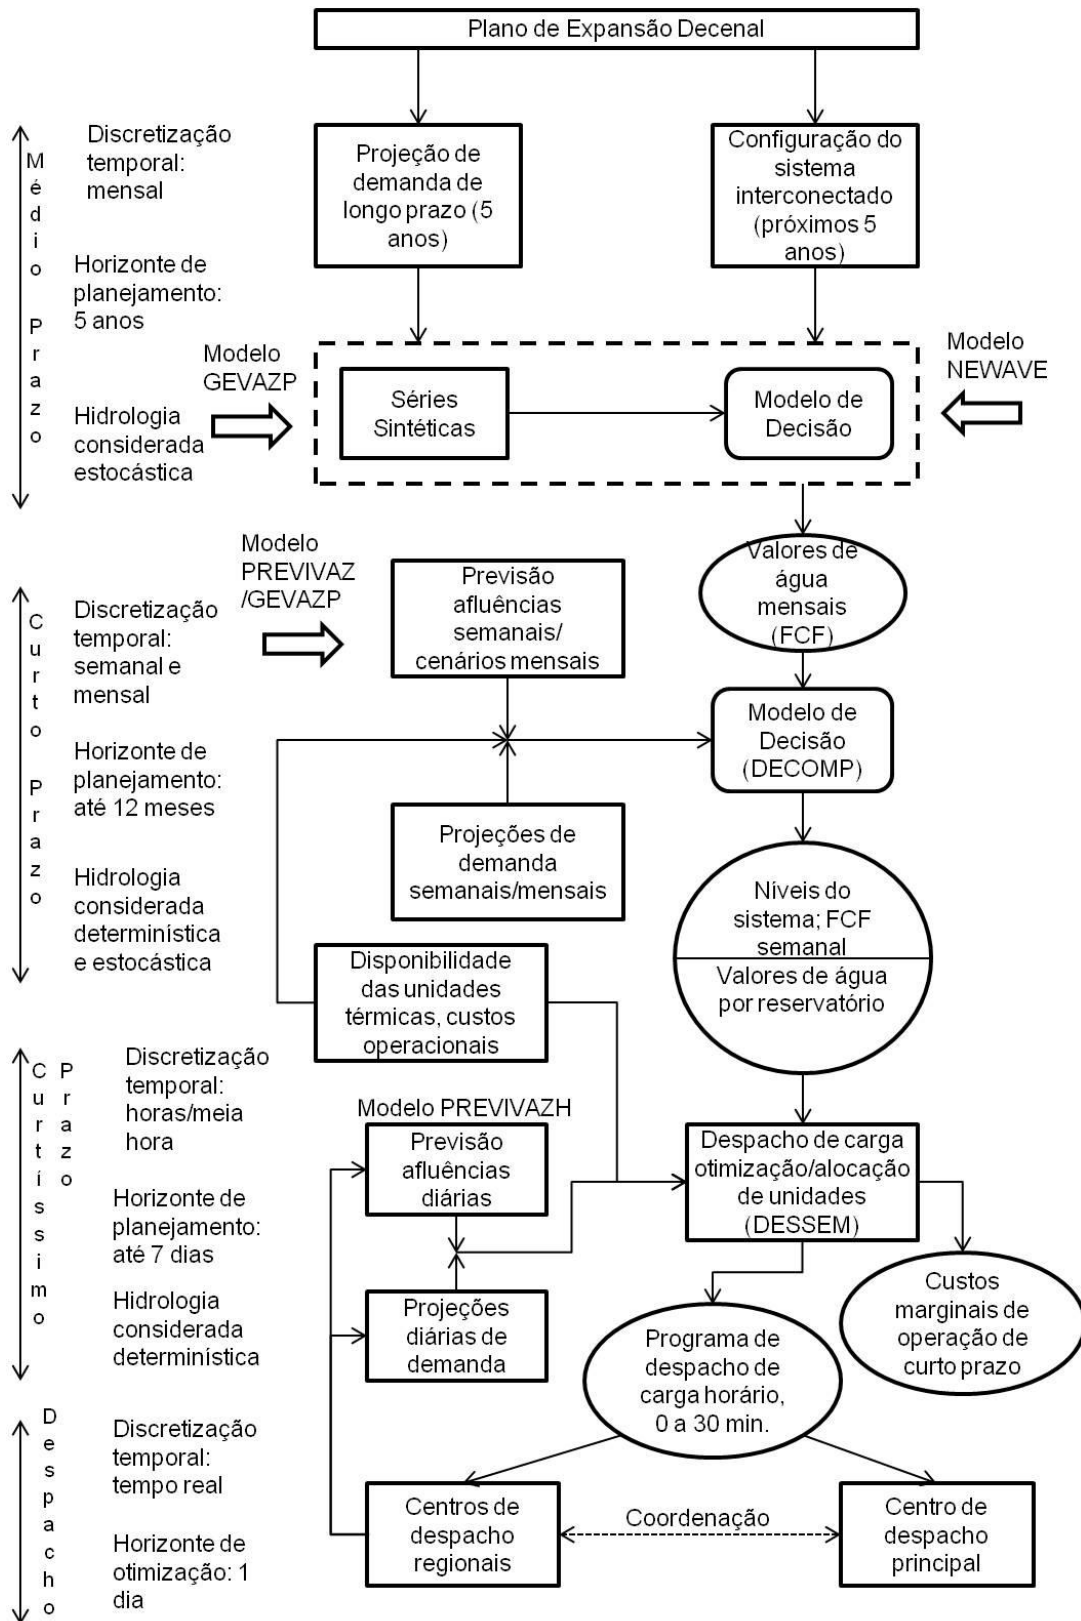 Plano de Expansão Decenal
Médio Prazo
Discretização
temporal:
mensal
Horizonte de
planejamento:
5 anos
Hidrologia
considerada
estocástica
Projeção de
demanda de
longo prazo (5
anos)
Configuração do
sistema
interconectado
(próximos 5
anos)
Modelo
GEVAZP
Séries
Sintéticas
Modelo de
Decisão
Modelo
NEWAVE
Valores de
água
mensais
(FCF)
Curto Prazo
Discretização
temporal:
semanal e
mensal
Horizonte de
planejamento:
até 12 meses
Hidrologia
considerada
determinística
e estocástica
Modelo
PREVIVAZ
/GEVAZP
Previsão
afluências
semanais/
cenários mensais
Modelo de
Decisão
(DECOMP)
Projeções de
demanda
semanais/mensais
Níveis do
sistema; FCF
semanal
Valores de água
por reservatório
Disponibilidade
das unidades
térmicas, custos
operacionais
Curtíssimo
Prazo
Discretização
temporal:
horas/meia
hora
Horizonte de
planejamento:
até 7 dias
Hidrologia
considerada
determinística
Modelo PREVIVAZH
Previsão
afluências
diárias
Projeções
diárias de
demanda
Despacho de carga
otimização/alocação
de unidades
(DESSEM)
Custos
marginais de
operação de
curto prazo
Programa de
despacho de
carga horário,
0 a 30 min.
Despacho
Discretização
temporal:
tempo real
Horizonte de
otimização: 1
dia
Centros de
despacho
regionais
Coordenação
Centro de
despacho
principal